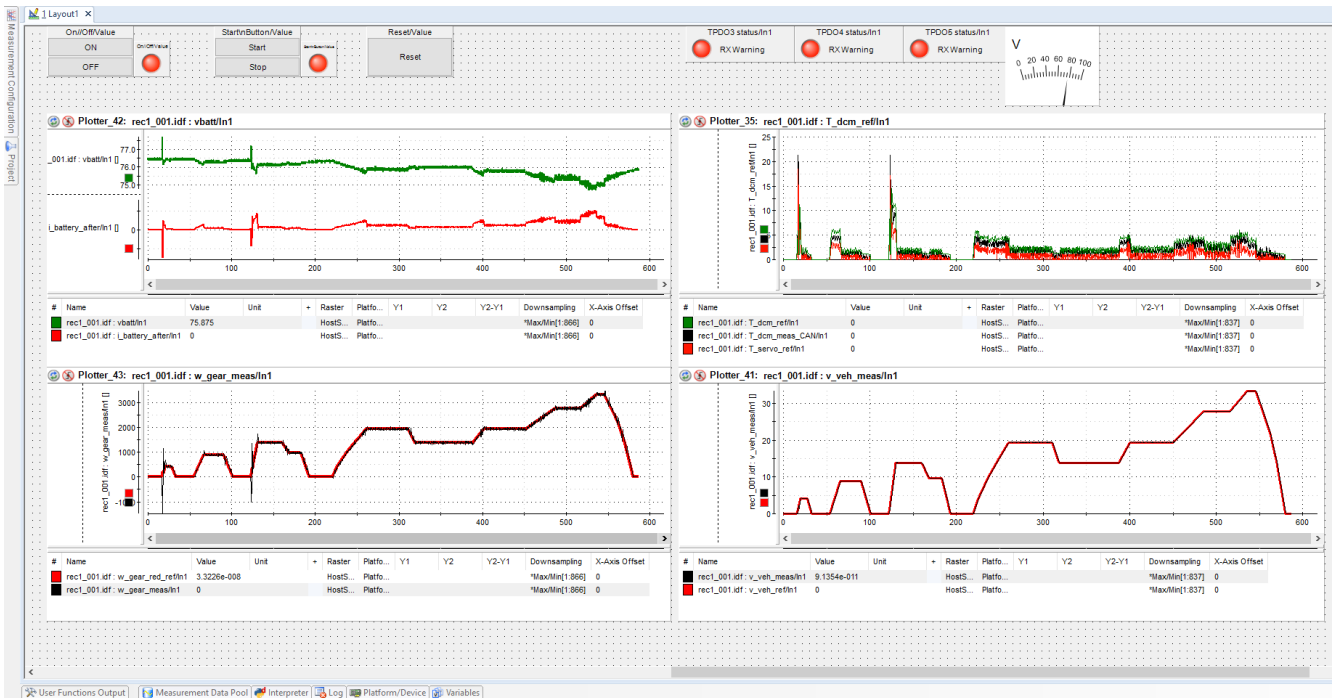 1 Layout1 ×
Measurement Configuration
Project
On//Off/Value
ON
OFF
On//Off/Value
Start\nButton/Value
Start
Stop
Start\nButton/Value
Reset/Value
Reset
TPDO3 status/In1
RX Warning
TPDO4 status/In1
RX Warning
TPDO5 status/In1
RX Warning
V
0 20 40 60 80 100
Plotter_42: rec1_001.idf : vbatt/In1
_001.idf : vbatt/In1 []
77.0
76.0
75.0
i_battery_after/In1 []
0
0 100 200 300 400 500 600
# Name Value Unit + Raster Platfo... Y1 Y2 Y2-Y1 Downsampling X-Axis Offset
rec1_001.idf : vbatt/In1 75.875 HostS... Platfo... *Max/Min[1:866] 0
rec1_001.idf : i_battery_after/In1 0 HostS... Platfo... *Max/Min[1:866] 0
Plotter_35: rec1_001.idf : T_dcm_ref/In1
rec1_001.idf : T_dcm_ref/In1 []
25
20
15
10
5
0
0 100 200 300 400 500 600
# Name Value Unit + Raster Platfo... Y1 Y2 Y2-Y1 Downsampling X-Axis Offset
rec1_001.idf : T_dcm_ref/In1 0 HostS... Platfo... *Max/Min[1:837] 0
rec1_001.idf : T_dcm_meas_CAN/In1 0 HostS... Platfo... *Max/Min[1:837] 0
rec1_001.idf : T_servo_ref/In1 0 HostS... Platfo... *Max/Min[1:837] 0
Plotter_43: rec1_001.idf : w_gear_meas/In1
rec1_001.idf : w_gear_meas/In1 []
3000
2000
1000
0
0 100 200 300 400 500 600
# Name Value Unit + Raster Platfo... Y1 Y2 Y2-Y1 Downsampling X-Axis Offset
rec1_001.idf : w_gear_red_ref/In1 3.3226e-008 HostS... Platfo... *Max/Min[1:866] 0
rec1_001.idf : w_gear_meas/In1 0 HostS... Platfo... *Max/Min[1:866] 0
Plotter_41: rec1_001.idf : v_veh_meas/In1
rec1_001.idf : v_veh_meas/In1 []
30
20
10
0
0 100 200 300 400 500 600
# Name Value Unit + Raster Platfo... Y1 Y2 Y2-Y1 Downsampling X-Axis Offset
rec1_001.idf : v_veh_meas/In1 9.1354e-011 HostS... Platfo... *Max/Min[1:837] 0
rec1_001.idf : v_veh_ref/In1 0 HostS... Platfo... *Max/Min[1:837] 0
User Functions Output
Measurement Data Pool
Interpreter
Log
Platform/Device
Variables